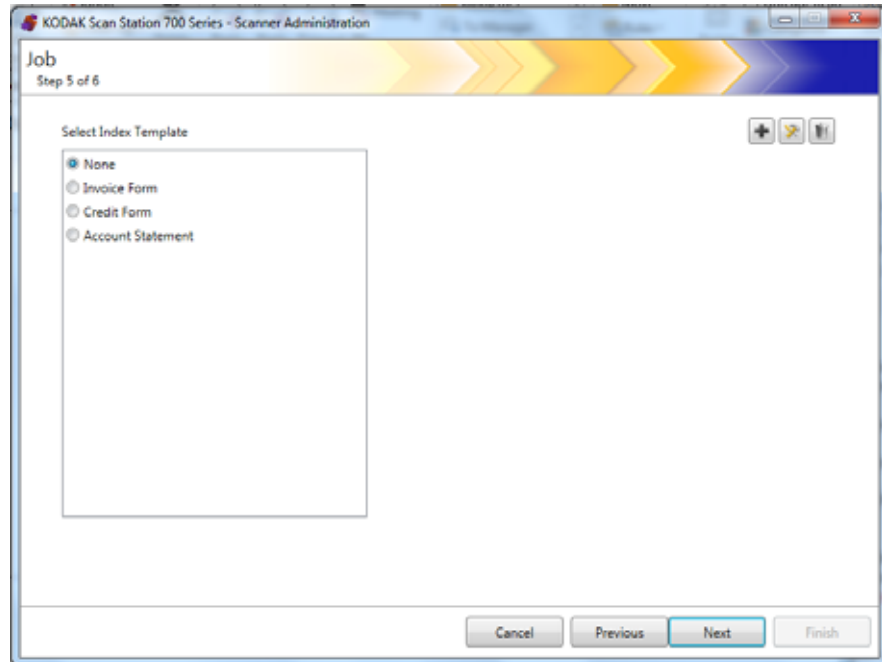 KODAK Scan Station 700 Series - Scanner Administration
Job
Step 5 of 6
Select Index Template
None
Invoice Form
Credit Form
Account Statement
Cancel Previous Next Finish